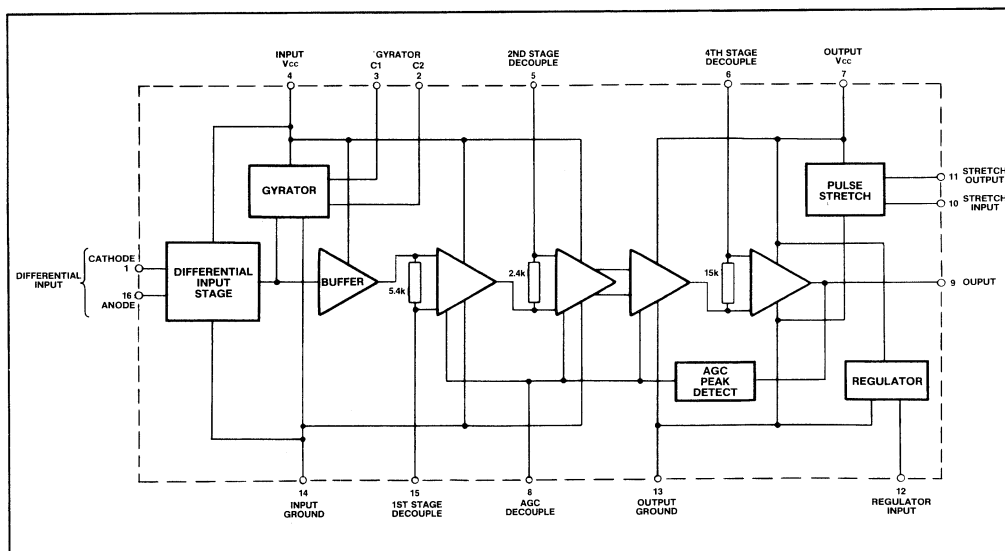 INPUT
Vcc
4
GYRATOR
C1 C2
3 2
2ND STAGE
DECOUPLE
5
4TH STAGE
DECOUPLE
6
OUTPUT
Vcc
7
GYRATOR
PULSE
STRETCH
11 STRETCH
OUTPUT
10 STRETCH
INPUT
DIFFERENTIAL
INPUT
CATHODE
1
16
ANODE
DIFFERENTIAL
INPUT
STAGE
BUFFER
5.4k
2.4k
15k
9 OUPUT
AGC
PEAK
DETECT
REGULATOR
14
INPUT
GROUND
15
1ST STAGE
DECOUPLE
8
AGC
DECOUPLE
13
OUTPUT
GROUND
12
REGULATOR
INPUT